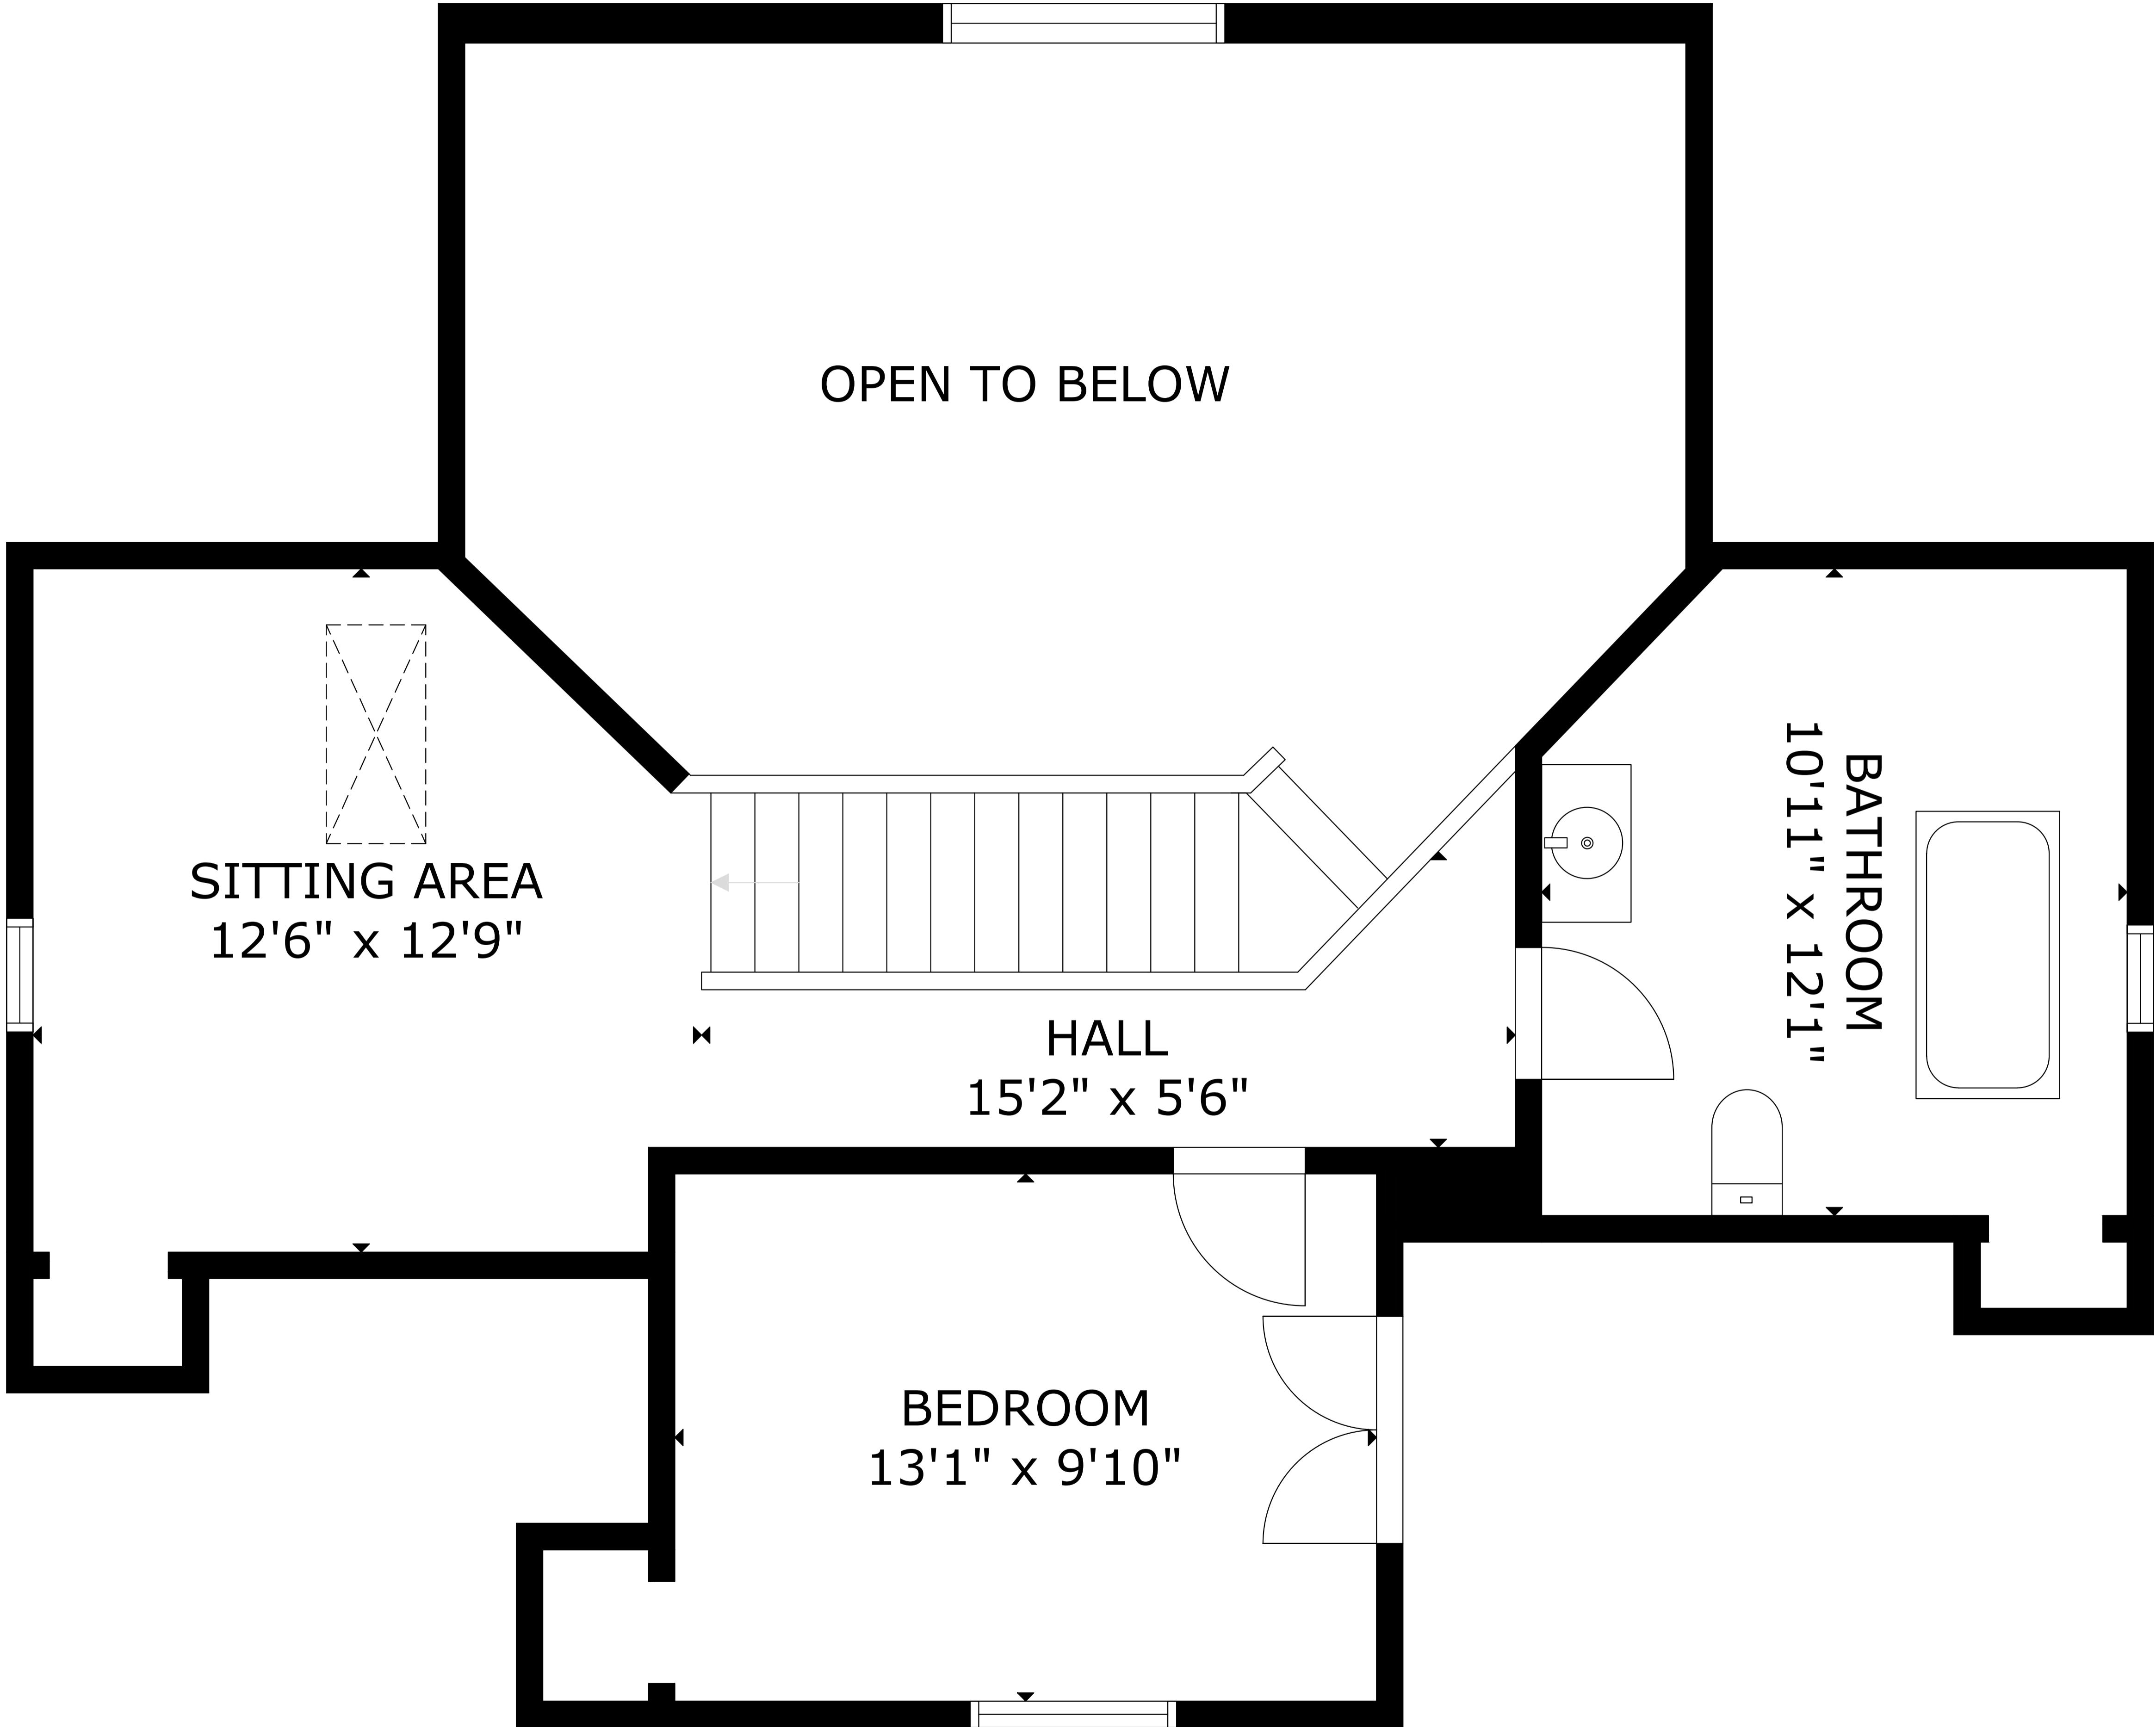 OPEN TO BELOW
SITTING AREA
12'6" x 12'9"
HALL
15'2" x 5'6"
BATHROOM
10'11" x 12'1"
BEDROOM
13'1" x 9'10"